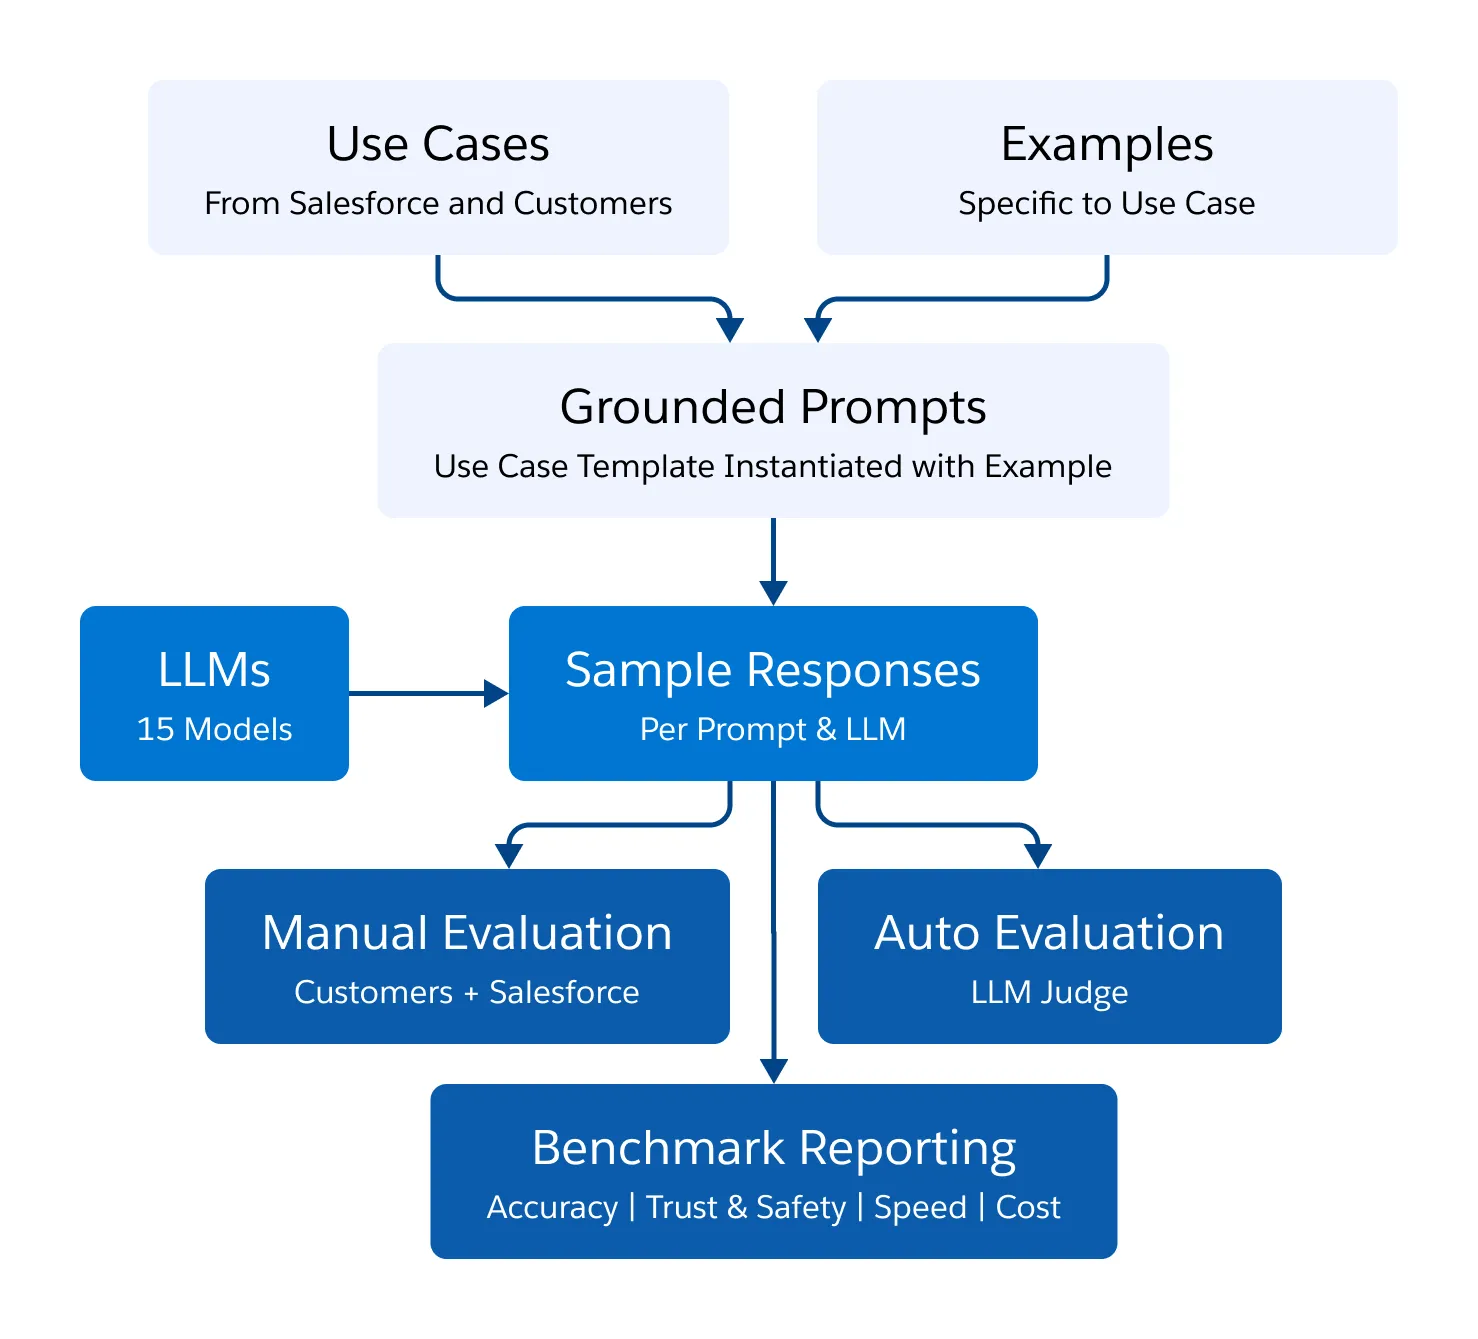 Use Cases
From Salesforce and Customers
Examples
Specific to Use Case
Grounded Prompts
Use Case Template Instantiated with Example
LLMs
15 Models
Sample Responses
Per Prompt & LLM
Manual Evaluation
Customers + Salesforce
Auto Evaluation
LLM Judge
Benchmark Reporting
Accuracy | Trust & Safety | Speed | Cost